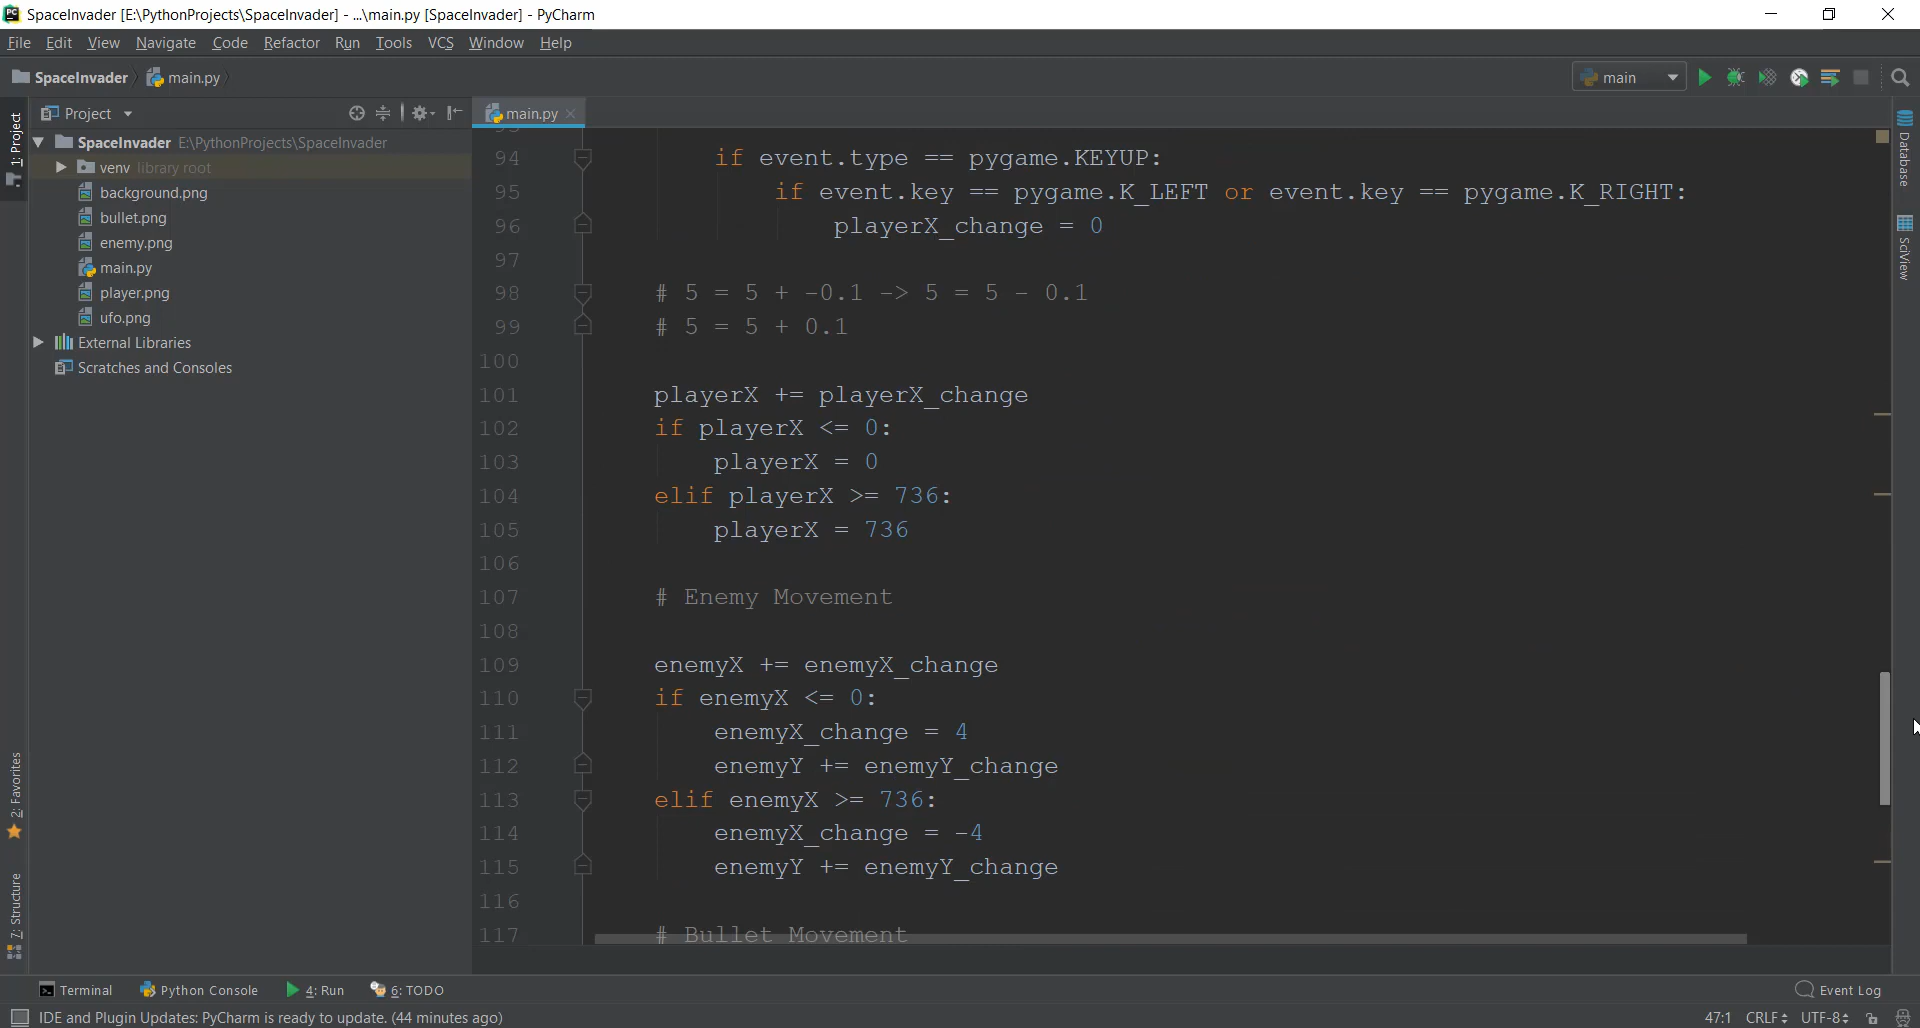 SpaceInvader [E:\PythonProjects\SpaceInvader] - ...\main.py [SpaceInvader] - PyCharm
File Edit View Navigate Code Refactor Run Tools VCS Window Help
SpaceInvader main.py
main
Project
main.py
1: Project
SpaceInvader E:\PythonProjects\SpaceInvader
venv library root
background.png
bullet.png
enemy.png
main.py
player.png
ufo.png
External Libraries
Scratches and Consoles
2: Favorites
7: Structure
94 if event.type == pygame.KEYUP:
95 if event.key == pygame.K_LEFT or event.key == pygame.K_RIGHT:
96 playerX_change = 0
97
98 # 5 = 5 + -0.1 -> 5 = 5 - 0.1
99 # 5 = 5 + 0.1
100
101 playerX += playerX_change
102 if playerX <= 0:
103 playerX = 0
104 elif playerX >= 736:
105 playerX = 736
106
107 # Enemy Movement
108
109 enemyX += enemyX_change
110 if enemyX <= 0:
111 enemyX_change = 4
112 enemyY += enemyY_change
113 elif enemyX >= 736:
114 enemyX_change = -4
115 enemyY += enemyY_change
116
117 # Bullet Movement
Database
SciView
Terminal Python Console 4: Run 6: TODO Event Log
IDE and Plugin Updates: PyCharm is ready to update. (44 minutes ago) 47:1 CRLF UTF-8